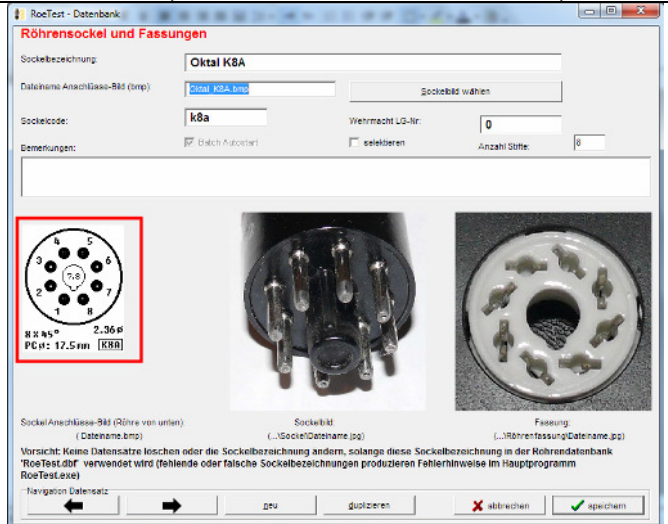 RoeTest - Datenbank
Röhrensockel und Fassungen
Sockelbezeichnung:
Oktal K8A
Dateiname Anschlüsse-Bild (bmp):
Oktal_K8A.bmp
Sockelbild wählen
Sockelcode:
k8a
Wehrmacht LG-Nr:
0
Batch Autostart
selektieren
Anzahl Stifte:
8
Bemerkungen:
4 5
3 6
7,8
2 7
1 8
8 X 45° 2.36 ø
PCø: 17.5 mm K8A
Sockel Anschlüsse-Bild (Röhre von unten):
( Dateiname.bmp)
Sockelbild:
(...\Sockel\Dateiname.jpg)
Fassung:
(...\Röhrenfassung\Dateiname.jpg)
Vorsicht: Keine Datensätze löschen oder die Sockelbezeichnung ändern, solange diese Sockelbezeichnung in der Röhrendatenbank
'RoeTest.dbf' verwendet wird (fehlende oder falsche Sockelbezeichnungen produzieren Fehlerhinweise im Hauptprogramm
RoeTest.exe)
Navigation Datensatz
neu
duplizieren
abbrechen
speichern